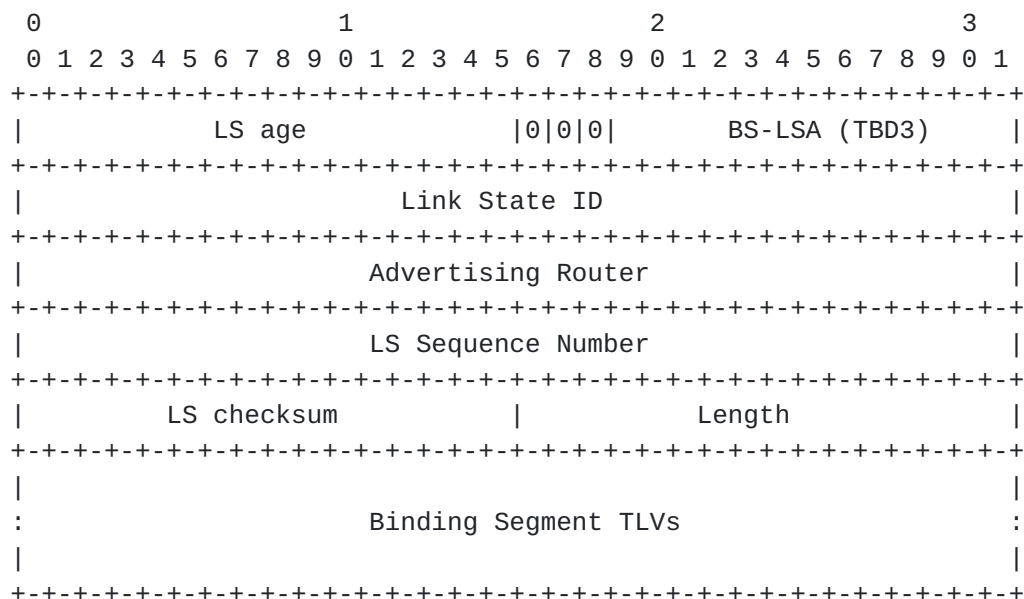 0                   1                   2                   3
 0 1 2 3 4 5 6 7 8 9 0 1 2 3 4 5 6 7 8 9 0 1 2 3 4 5 6 7 8 9 0 1
+-+-+-+-+-+-+-+-+-+-+-+-+-+-+-+-+-+-+-+-+-+-+-+-+-+-+-+-+-+-+-+-+
|            LS age             |0|0|0|       BS-LSA (TBD3)     |
+-+-+-+-+-+-+-+-+-+-+-+-+-+-+-+-+-+-+-+-+-+-+-+-+-+-+-+-+-+-+-+-+
|                        Link State ID                          |
+-+-+-+-+-+-+-+-+-+-+-+-+-+-+-+-+-+-+-+-+-+-+-+-+-+-+-+-+-+-+-+-+
|                      Advertising Router                       |
+-+-+-+-+-+-+-+-+-+-+-+-+-+-+-+-+-+-+-+-+-+-+-+-+-+-+-+-+-+-+-+-+
|                      LS Sequence Number                       |
+-+-+-+-+-+-+-+-+-+-+-+-+-+-+-+-+-+-+-+-+-+-+-+-+-+-+-+-+-+-+-+-+
|         LS checksum           |           Length              |
+-+-+-+-+-+-+-+-+-+-+-+-+-+-+-+-+-+-+-+-+-+-+-+-+-+-+-+-+-+-+-+-+
|                                                               |
:                      Binding Segment TLVs                     :
|                                                               |
+-+-+-+-+-+-+-+-+-+-+-+-+-+-+-+-+-+-+-+-+-+-+-+-+-+-+-+-+-+-+-+-+